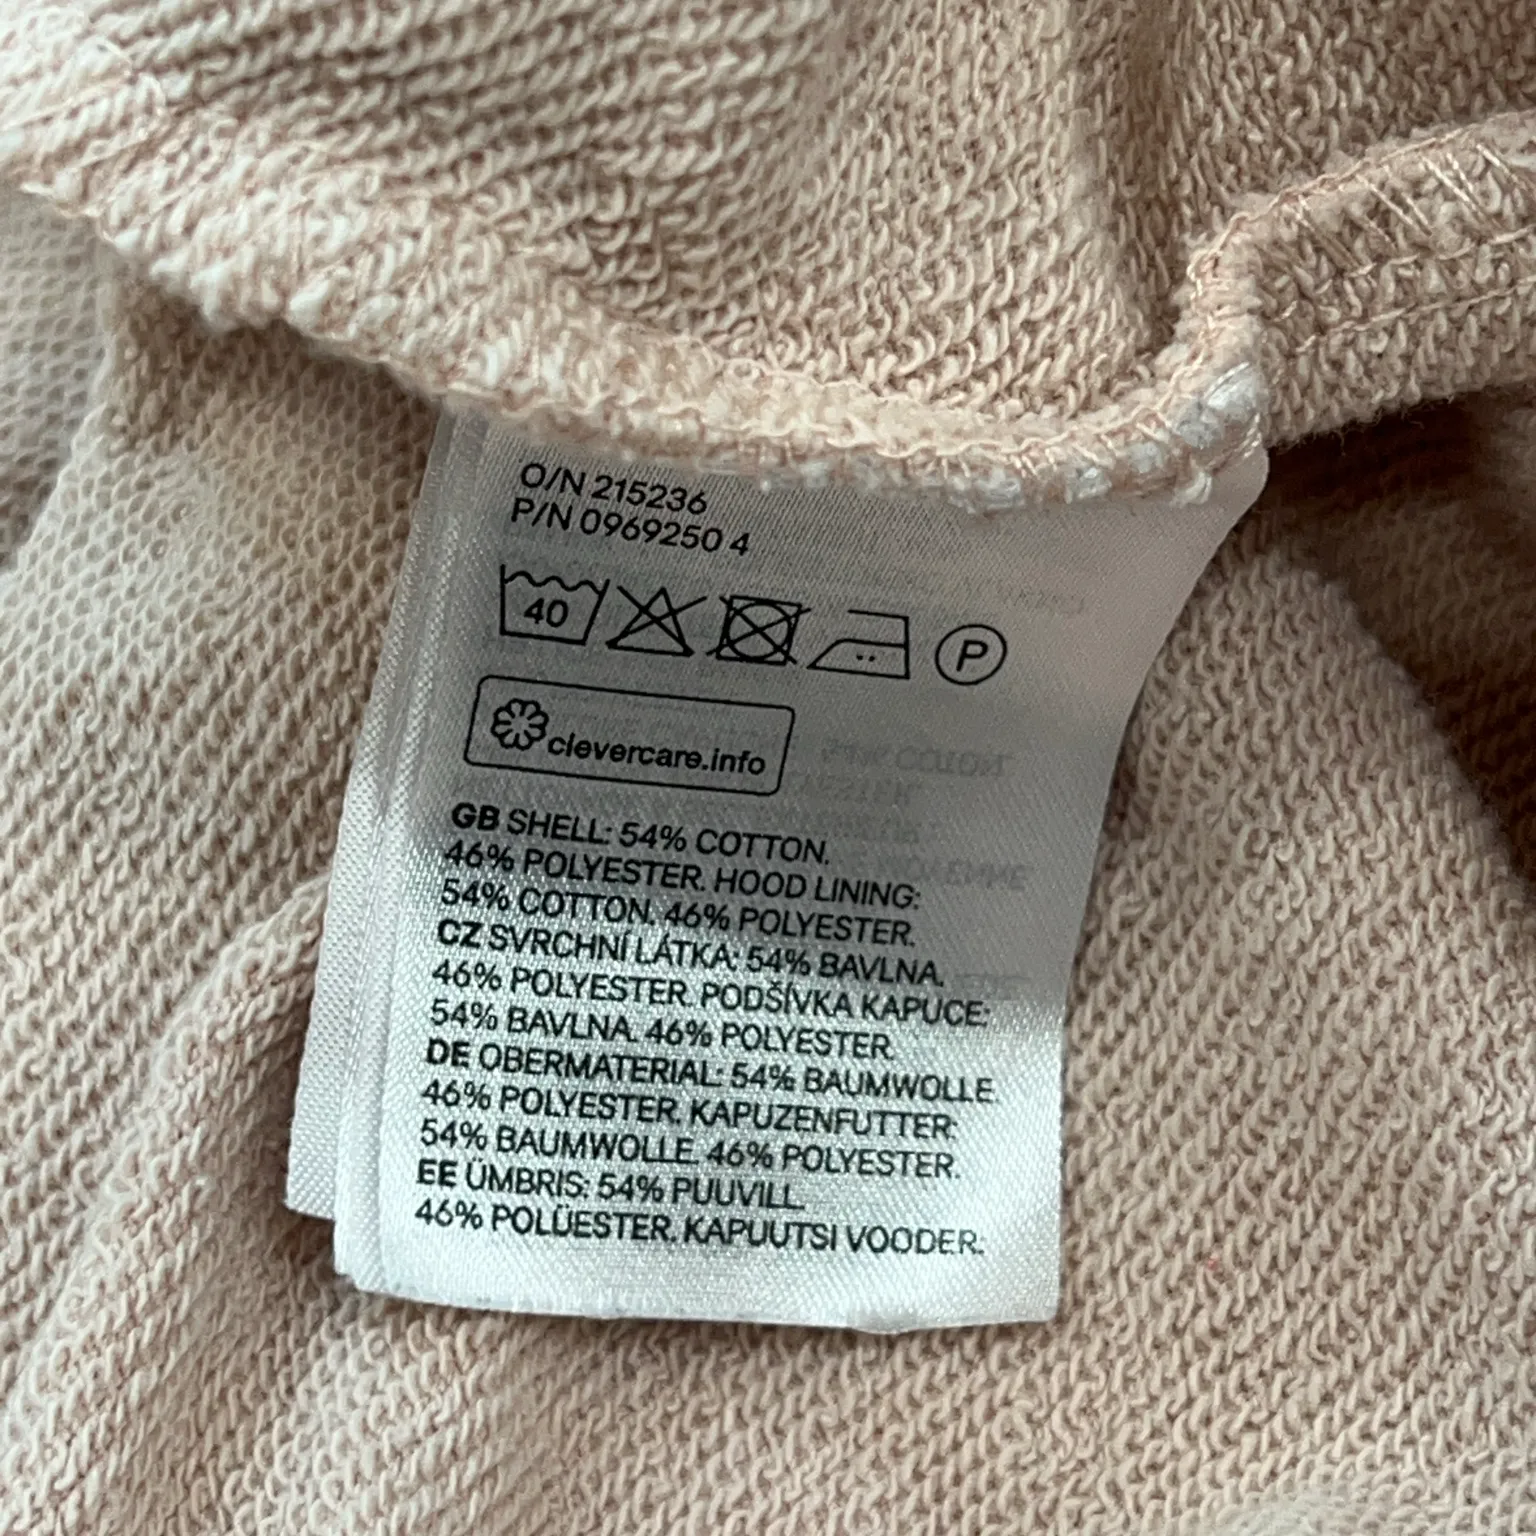 O/N 215236
P/N 0969250 4
40
P
clevercare.info
GB SHELL: 54% COTTON.
46% POLYESTER. HOOD LINING:
54% COTTON. 46% POLYESTER.
CZ SVRCHNÍ LÁTKA: 54% BAVLNA.
46% POLYESTER. PODŠÍVKA KAPUCE:
54% BAVLNA. 46% POLYESTER.
DE OBERMATERIAL: 54% BAUMWOLLE.
46% POLYESTER. KAPUZENFUTTER:
54% BAUMWOLLE. 46% POLYESTER.
EE ÜMBRIS: 54% PUUVILL.
46% POLÜESTER. KAPUUTSI VOODER: